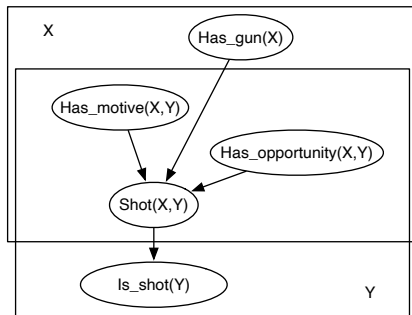 X
Has_gun(X)
Has_motive(X,Y)
Has_opportunity(X,Y)
Shot(X,Y)
Is_shot(Y)
Y